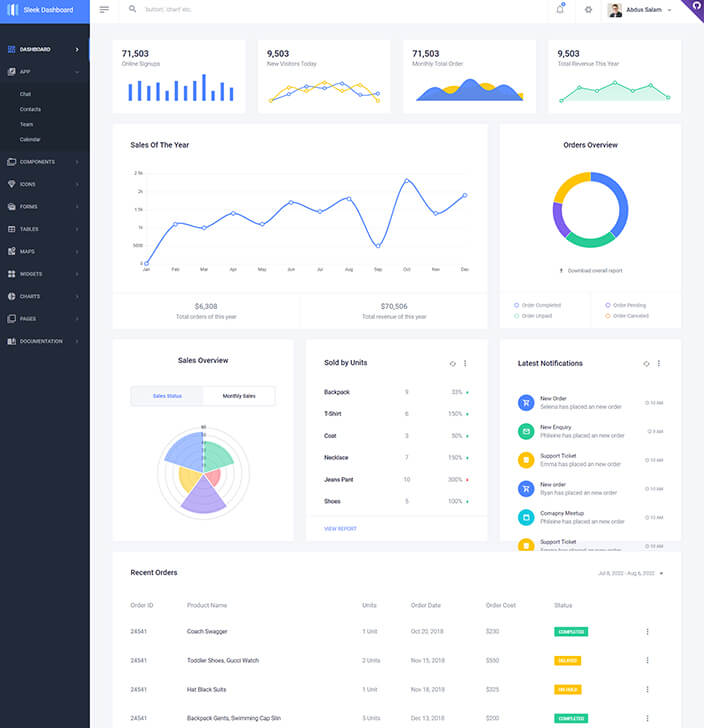 Sleek Dashboard
'button', 'chart' etc.
Abdus Salam
DASHBOARD
APP
Chat
Contacts
Team
Calendar
COMPONENTS
ICONS
FORMS
TABLES
MAPS
WIDGETS
CHARTS
PAGES
DOCUMENTATION
71,503
Online Signups
9,503
New Visitors Today
71,503
Monthly Total Order
9,503
Total Revenue This Year
Sales Of The Year
2.5k
2k
1.5k
1k
5000
0
Jan Feb Mar Apr May Jun Jul Aug Sep Oct Nov Dec
$6,308
Total orders of this year
$70,506
Total revenue of this year
Orders Overview
Download overall report
Order Completed
Order Pending
Order Unpaid
Order Canceled
Sales Overview
Sales Status
Monthly Sales
Sold by Units
Backpack 9 33%
T-Shirt 6 150%
Coat 3 50%
Necklace 7 150%
Jeans Pant 10 300%
Shoes 5 100%
VIEW REPORT
Latest Notifications
New Order
Selena has placed an new order
10 AM
New Enquiry
Phileine has placed an new order
9 AM
Support Ticket
Emma has placed an new order
10 AM
New order
Ryan has placed an new order
10 AM
Comapny Meetup
Phileine has placed an new order
10 AM
Support Ticket
Emma has placed an new order
10 AM
Recent Orders
Jul 8, 2022 - Aug 6, 2022
Order ID Product Name Units Order Date Order Cost Status
24541 Coach Swagger 1 Unit Oct 20, 2018 $230 COMPLETED
24541 Toddler Shoes, Gucci Watch 2 Units Nov 15, 2018 $550 DELAYED
24541 Hat Black Suits 1 Unit Nov 18, 2018 $325 ON HOLD
24541 Backpack Gents, Swimming Cap Slin 5 Units Dec 13, 2018 $200 COMPLETED